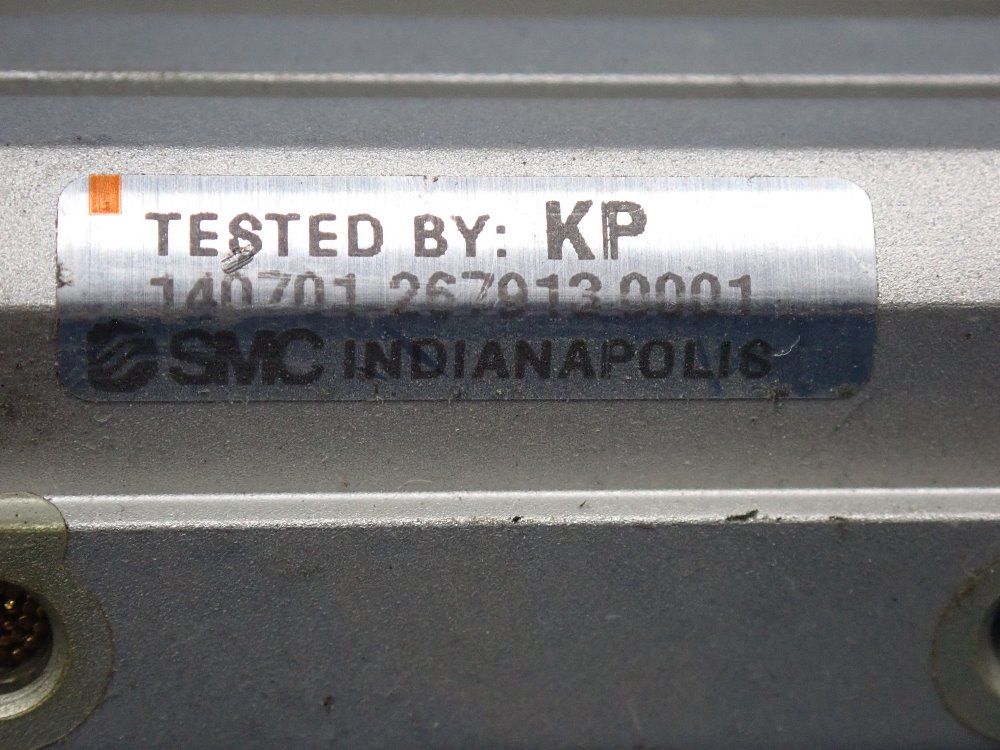 TESTED BY: KP
140701 267913 0001
SMC INDIANAPOLIS